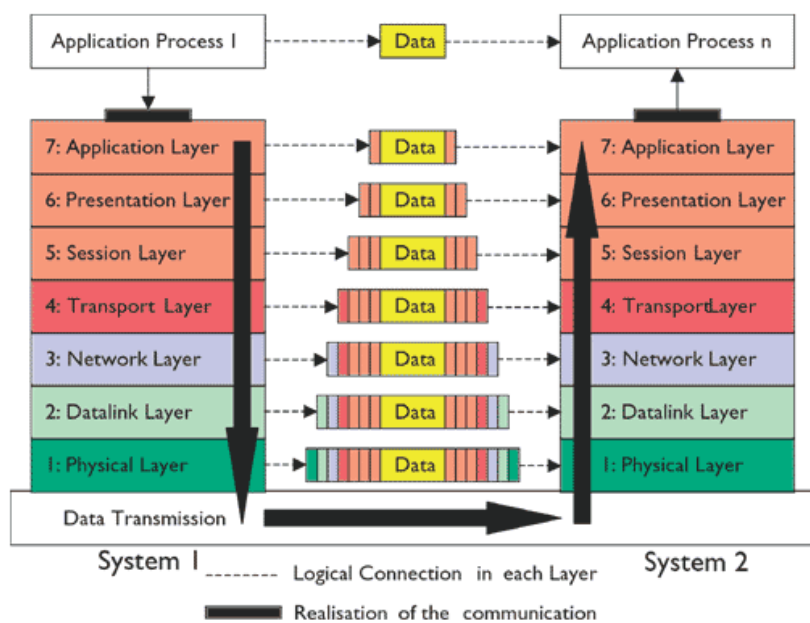 Application Process 1
Data
Application Process n
7: Application Layer
Data
7: Application Layer
6: Presentation Layer
Data
6: Presentation Layer
5: Session Layer
Data
5: Session Layer
4: Transport Layer
Data
4: TransportLayer
3: Network Layer
Data
3: Network Layer
2: Datalink Layer
Data
2: Datalink Layer
1: Physical Layer
Data
1: Physical Layer
Data Transmission
System 1
System 2
Logical Connection in each Layer
Realisation of the communication